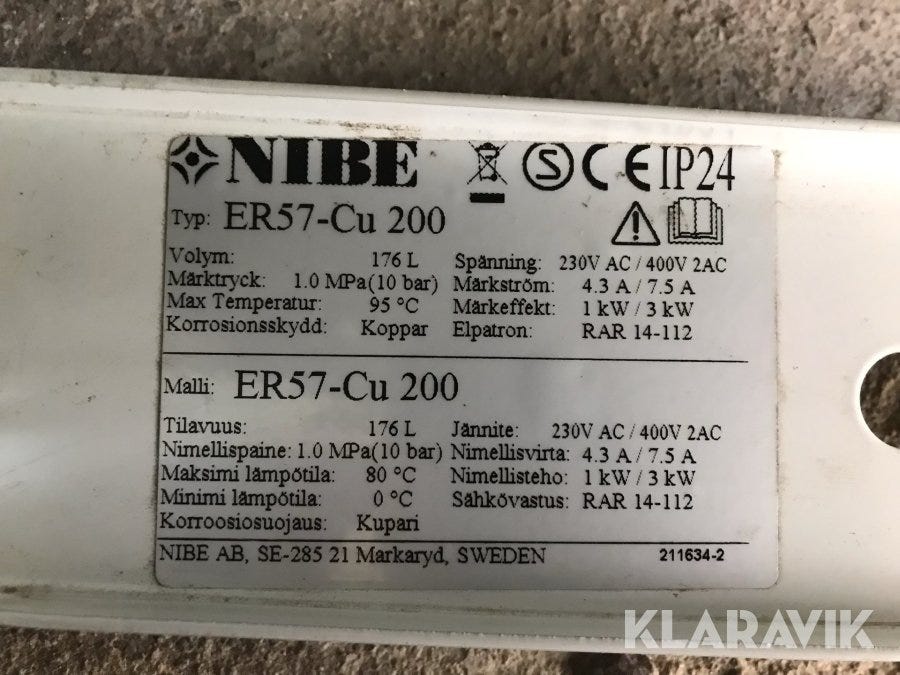 NIBE S CE IP24
Typ: ER57-Cu 200
Volym: 176 L Spänning: 230V AC / 400V 2AC
Märktryck: 1.0 MPa(10 bar) Märkström: 4.3 A / 7.5 A
Max Temperatur: 95 °C Märkeffekt: 1 kW / 3 kW
Korrosionsskydd: Koppar Elpatron: RAR 14-112
Malli: ER57-Cu 200
Tilavuus: 176 L Jännite: 230V AC / 400V 2AC
Nimellispaine: 1.0 MPa(10 bar) Nimellisvirta: 4.3 A / 7.5 A
Maksimi lämpötila: 80 °C Nimellisteho: 1 kW / 3 kW
Minimi lämpötila: 0 °C Sähkövastus: RAR 14-112
Korroosiosuojaus: Kupari
NIBE AB, SE-285 21 Markaryd, SWEDEN 211634-2
KLARAVIK